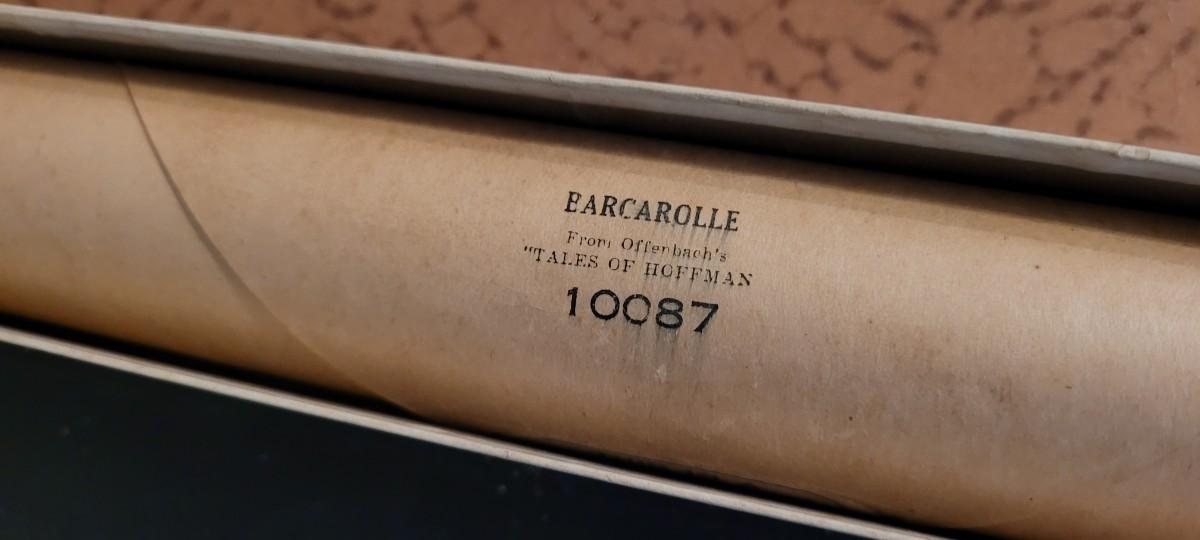 BARCAROLLE
From Offenbach's
"TALES OF HOFFMAN
10087